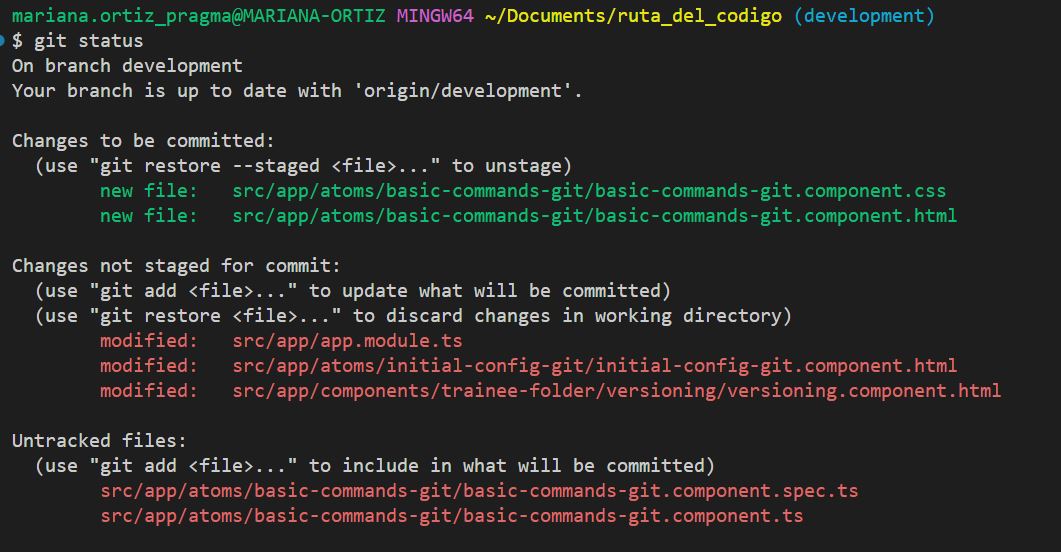 mariana.ortiz_pragma@MARIANA-ORTIZ MINGW64 ~/Documents/ruta_del_codigo (development)
$ git status
On branch development
Your branch is up to date with 'origin/development'.
Changes to be committed:
(use "git restore --staged <file>..." to unstage)
new file: src/app/atoms/basic-commands-git/basic-commands-git.component.css
new file: src/app/atoms/basic-commands-git/basic-commands-git.component.html
Changes not staged for commit:
(use "git add <file>..." to update what will be committed)
(use "git restore <file>..." to discard changes in working directory)
modified: src/app/app.module.ts
modified: src/app/atoms/initial-config-git/initial-config-git.component.html
modified: src/app/components/trainee-folder/versioning/versioning.component.html
Untracked files:
(use "git add <file>..." to include in what will be committed)
src/app/atoms/basic-commands-git/basic-commands-git.component.spec.ts
src/app/atoms/basic-commands-git/basic-commands-git.component.ts